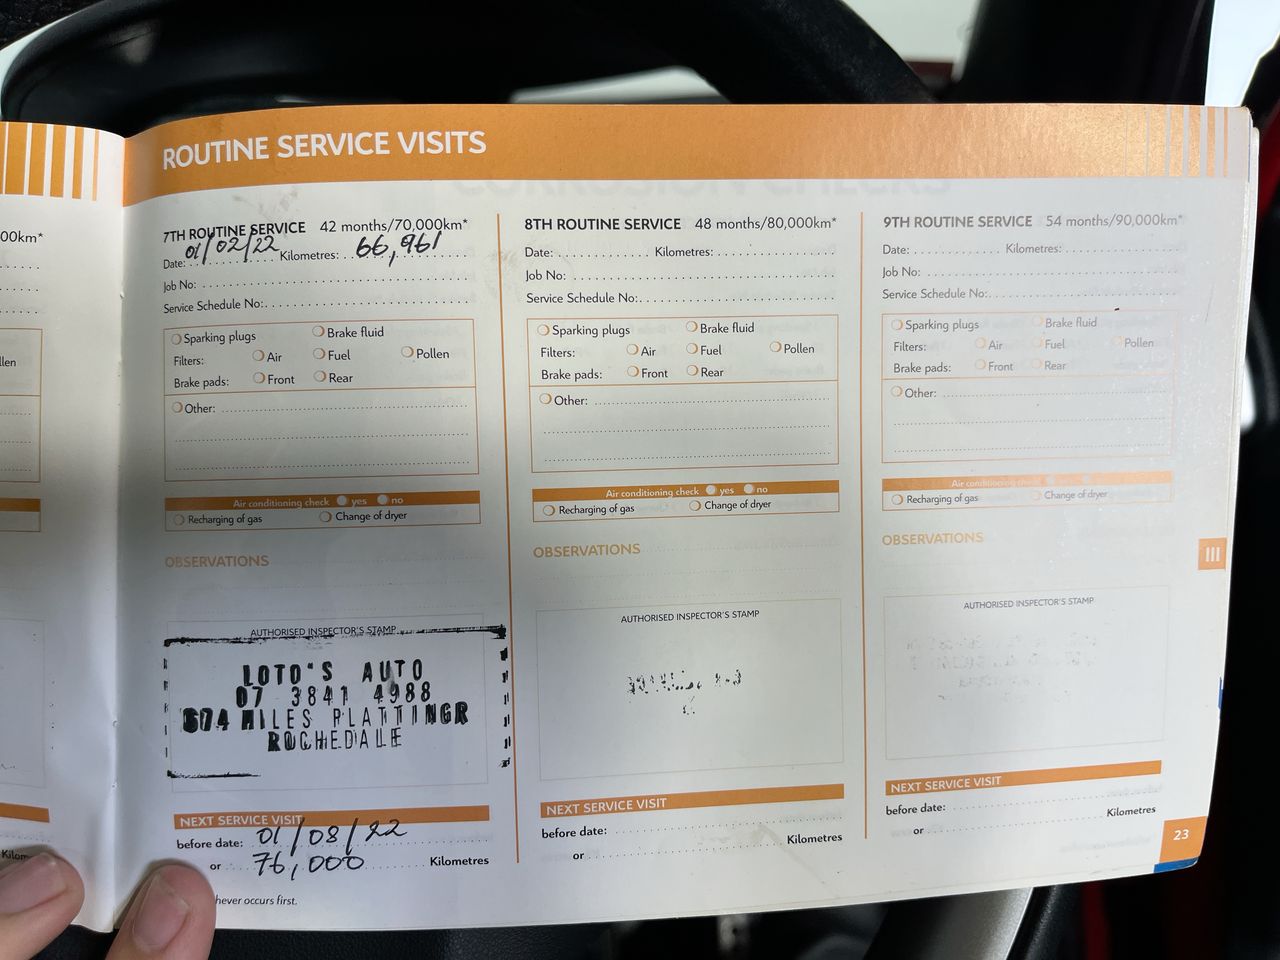 ROUTINE SERVICE VISITS
00km*
llen
Kilom
7TH ROUTINE SERVICE 42 months/70,000km*
Date: 01/02/22 Kilometres: 66,961
Job No:
Service Schedule No:
Sparking plugs Brake fluid
Filters: Air Fuel Pollen
Brake pads: Front Rear
Other:
Air conditioning check yes no
Recharging of gas Change of dryer
OBSERVATIONS
AUTHORISED INSPECTOR'S STAMP
LOTO'S AUTO
07 3841 4988
674 MILES PLATTINGR
ROCHEDALE
NEXT SERVICE VISIT
before date: 01/08/22
or 76,000 Kilometres
hever occurs first.
8TH ROUTINE SERVICE 48 months/80,000km*
Date: Kilometres:
Job No:
Service Schedule No:
Sparking plugs Brake fluid
Filters: Air Fuel Pollen
Brake pads: Front Rear
Other:
Air conditioning check yes no
Recharging of gas Change of dryer
OBSERVATIONS
AUTHORISED INSPECTOR'S STAMP
NEXT SERVICE VISIT
before date:
or Kilometres
9TH ROUTINE SERVICE 54 months/90,000km*
Date: Kilometres:
Job No:
Service Schedule No:
Sparking plugs Brake fluid
Filters: Air Fuel Pollen
Brake pads: Front Rear
Other:
Air conditioning check yes no
Recharging of gas Change of dryer
OBSERVATIONS
AUTHORISED INSPECTOR'S STAMP
NEXT SERVICE VISIT
before date:
or Kilometres
III
23